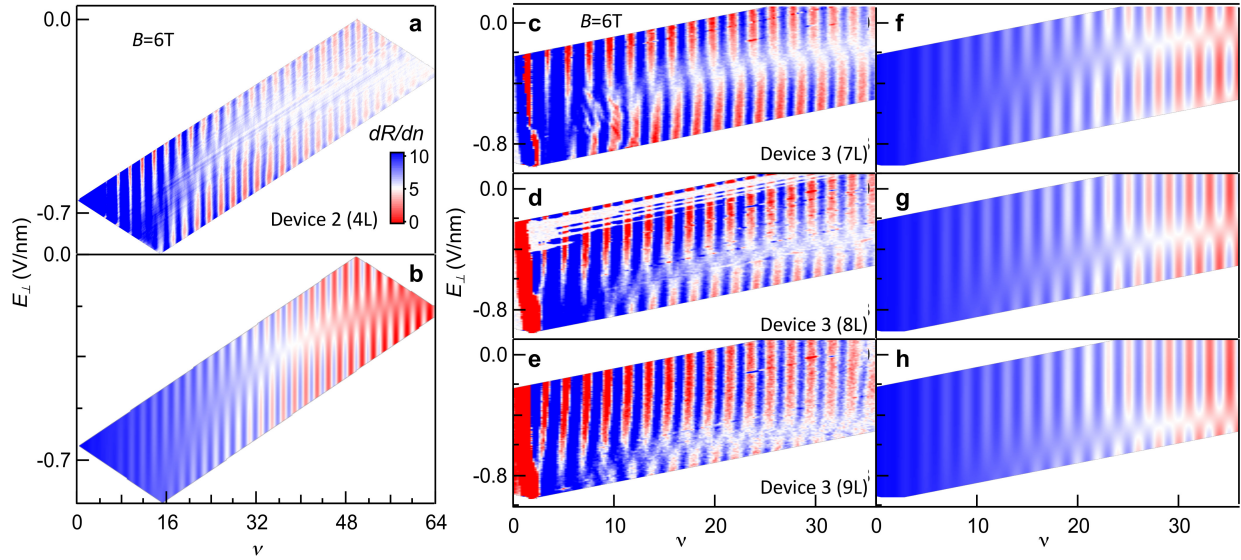 0.0
B=6T
a
dR/dn
10
5
0
Device 2 (4L)
-0.7
E⊥ (V/nm)
0.0
b
-0.7
0
16
32
48
64
ν
B=6T
0.0
c
-0.8
Device 3 (7L)
0.0
d
-0.8
Device 3 (8L)
E⊥ (V/nm)
0.0
e
-0.8
Device 3 (9L)
0
10
20
30
ν
f
g
h
0
10
20
30
ν